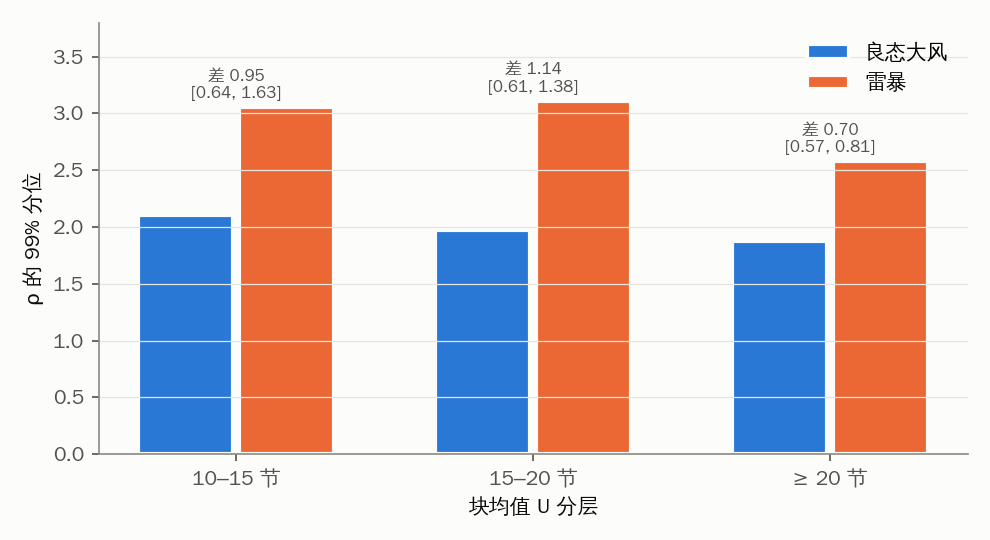 良态大风
雷暴
差 0.95
[0.64, 1.63]
差 1.14
[0.61, 1.38]
差 0.70
[0.57, 0.81]
ρ 的 99% 分位
3.5
3.0
2.5
2.0
1.5
1.0
0.5
0.0
10–15 节
15–20 节
≥ 20 节
块均值 U 分层